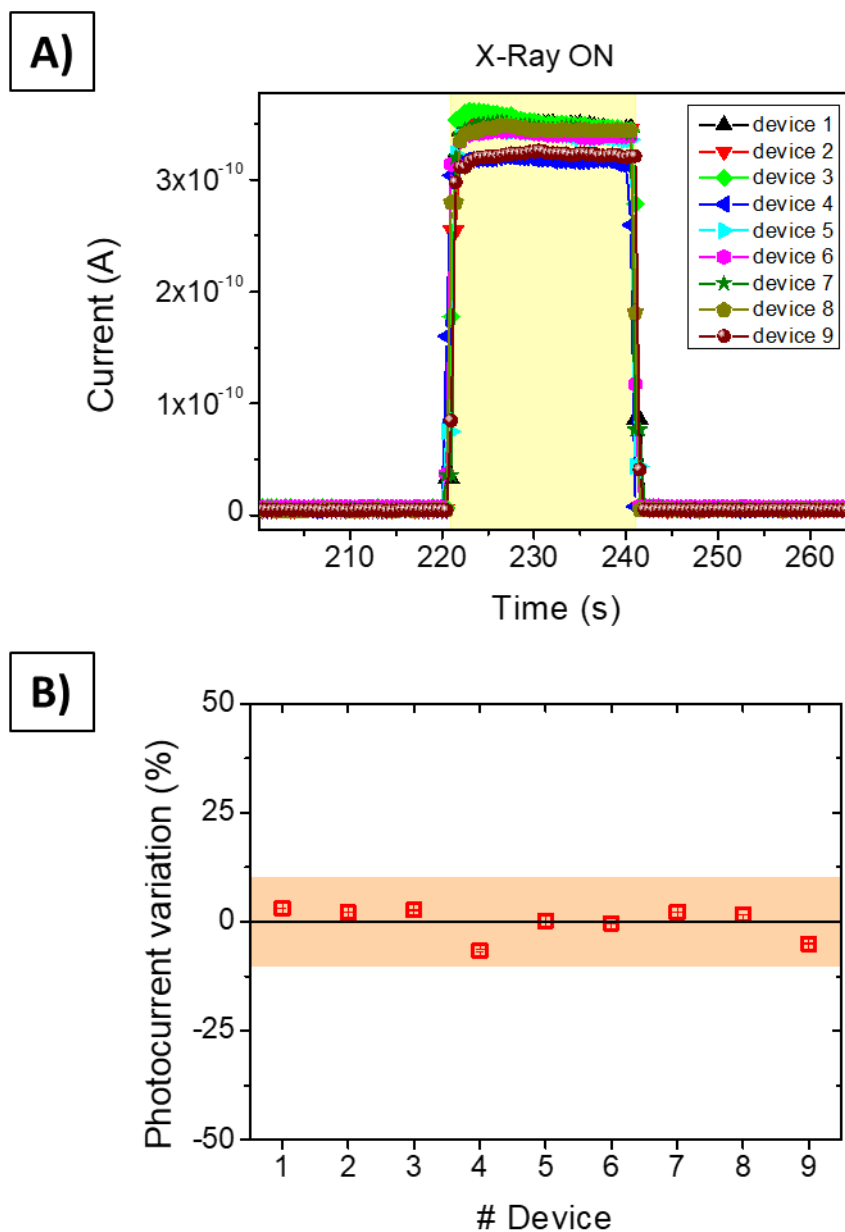 A)
X-Ray ON
Current (A)
3x10⁻¹⁰
2x10⁻¹⁰
1x10⁻¹⁰
0
device 1
device 2
device 3
device 4
device 5
device 6
device 7
device 8
device 9
210 220 230 240 250 260
Time (s)
B)
Photocurrent variation (%)
50
25
0
-25
-50
1 2 3 4 5 6 7 8 9
# Device